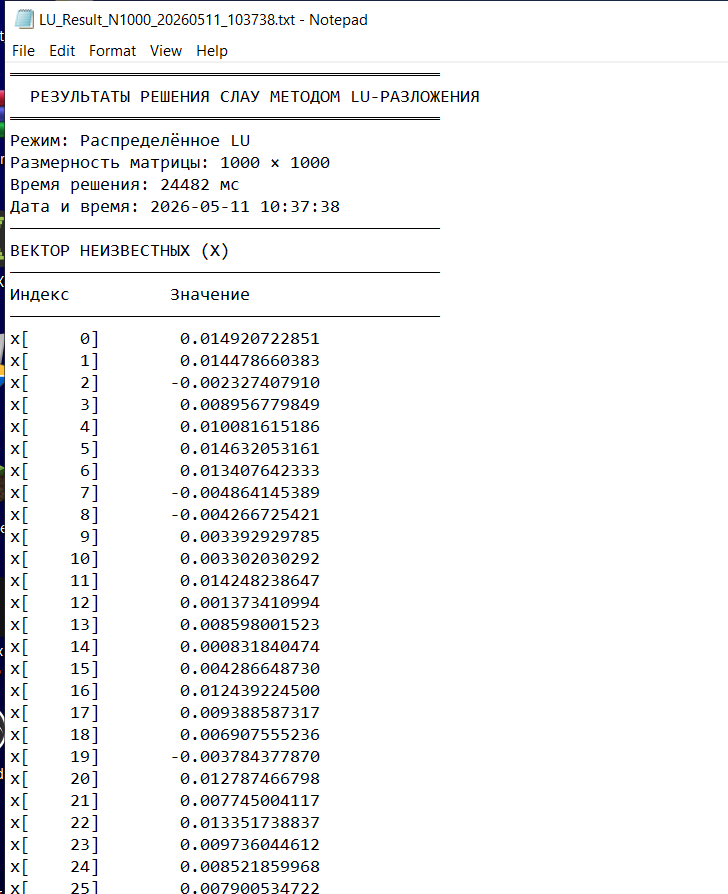 LU_Result_N1000_20260511_103738.txt - Notepad
File Edit Format View Help
РЕЗУЛЬТАТЫ РЕШЕНИЯ СЛАУ МЕТОДОМ LU-РАЗЛОЖЕНИЯ
Режим: Распределённое LU
Размерность матрицы: 1000 × 1000
Время решения: 24482 мс
Дата и время: 2026-05-11 10:37:38
ВЕКТОР НЕИЗВЕСТНЫХ (X)
Индекс Значение
x[ 0] 0.014920722851
x[ 1] 0.014478660383
x[ 2] -0.002327407910
x[ 3] 0.008956779849
x[ 4] 0.010081615186
x[ 5] 0.014632053161
x[ 6] 0.013407642333
x[ 7] -0.004864145389
x[ 8] -0.004266725421
x[ 9] 0.003392929785
x[ 10] 0.003302030292
x[ 11] 0.014248238647
x[ 12] 0.001373410994
x[ 13] 0.008598001523
x[ 14] 0.000831840474
x[ 15] 0.004286648730
x[ 16] 0.012439224500
x[ 17] 0.009388587317
x[ 18] 0.006907555236
x[ 19] -0.003784377870
x[ 20] 0.012787466798
x[ 21] 0.007745004117
x[ 22] 0.013351738837
x[ 23] 0.009736044612
x[ 24] 0.008521859968
x[ 25] 0.007900534722